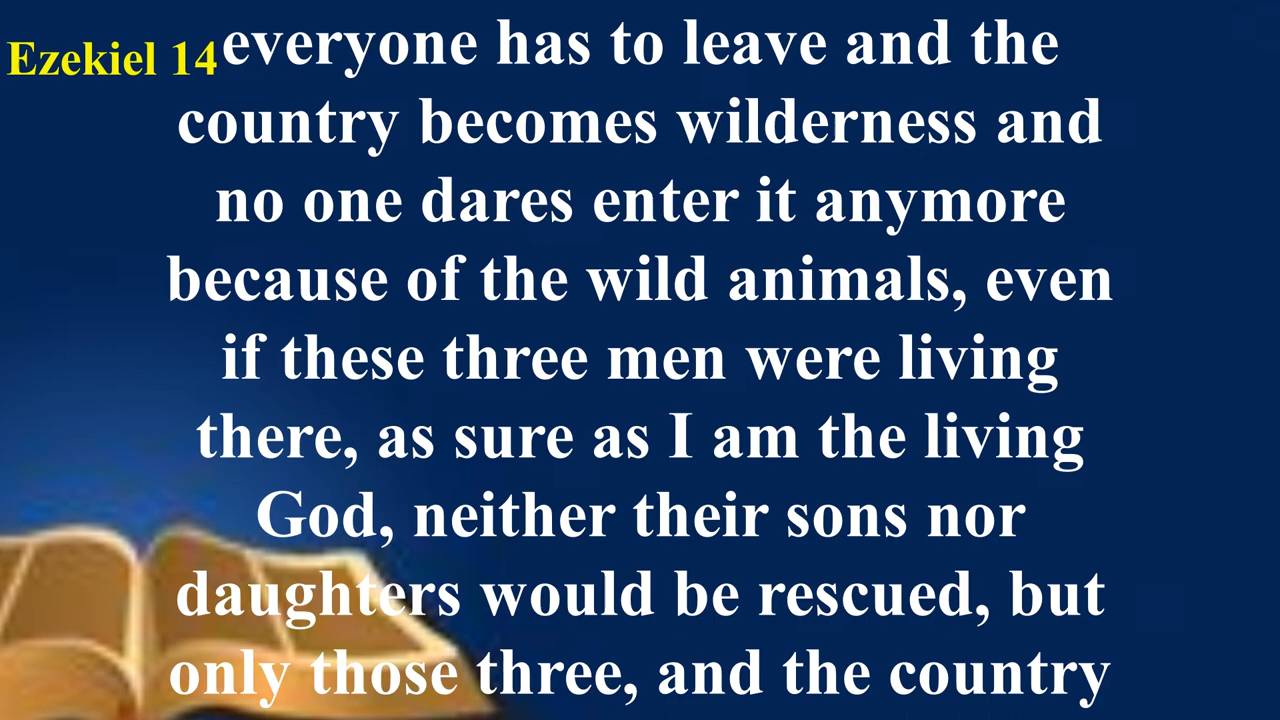 Ezekiel 14
everyone has to leave and the
country becomes wilderness and
no one dares enter it anymore
because of the wild animals, even
if these three men were living
there, as sure as I am the living
God, neither their sons nor
daughters would be rescued, but
only those three, and the country